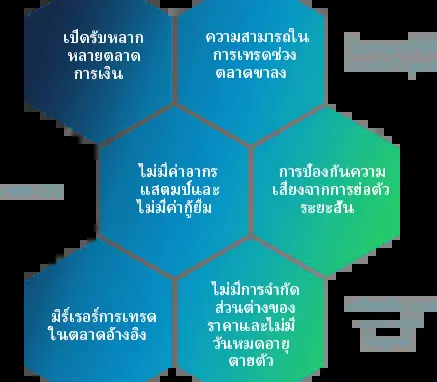 เปิดรับหลาก
หลายตลาด
การเงิน
ความสามารถใน
การเทรดช่วง
ตลาดขาลง
ไม่มีค่าอากร
แสตมป์และ
ไม่มีค่ากู้ยืม
การป้องกันความ
เสี่ยงจากการย่อตัว
ระยะสั้น
มิร์เรอร์การเทรด
ในตลาดอ้างอิง
ไม่มีการจำกัด
ส่วนต่างของ
ราคาและไม่มี
วันหมดอายุ
ตายตัว